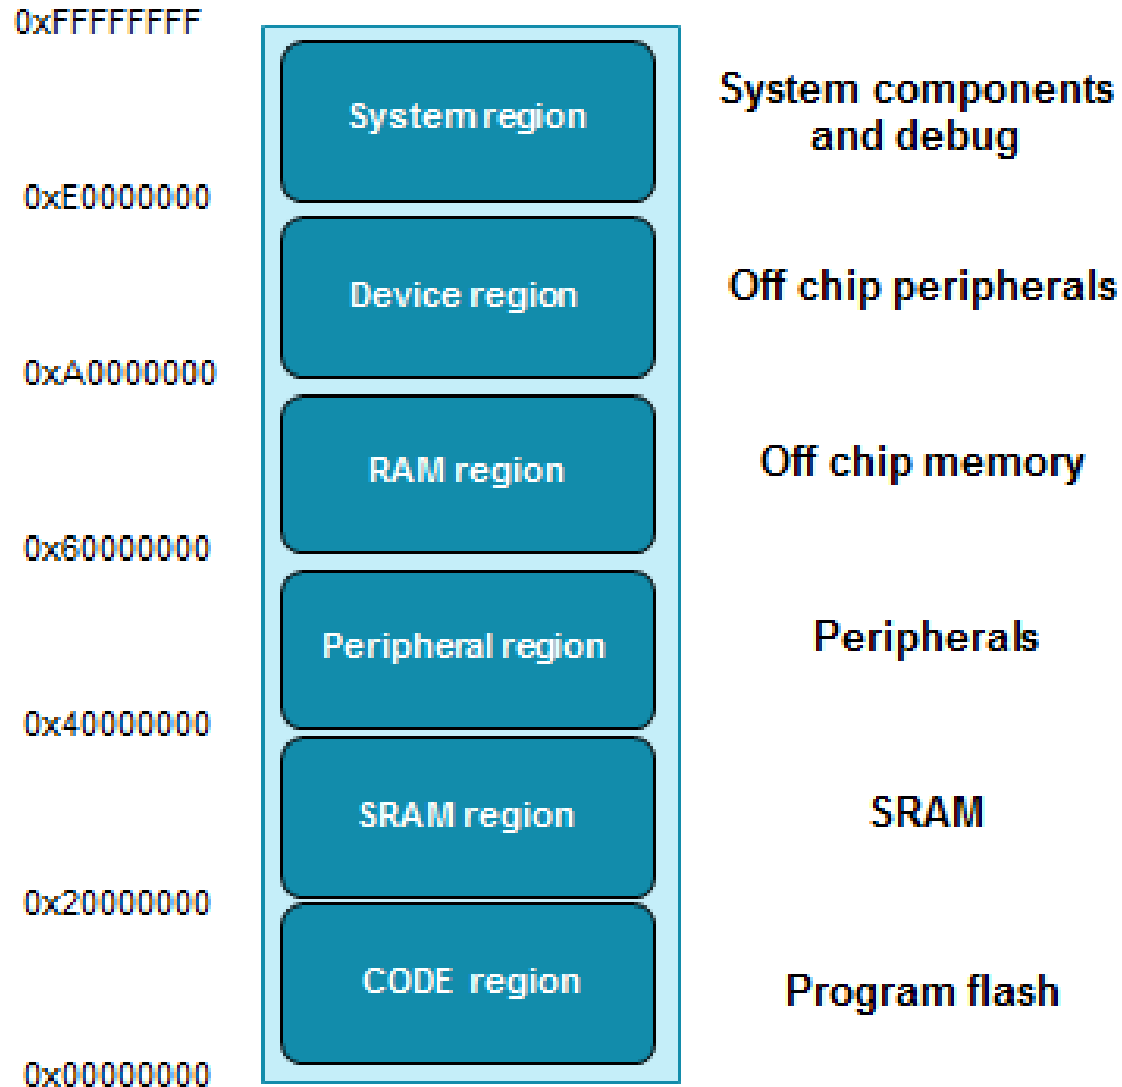 0xFFFFFFFF
System region
System components
and debug
0xE0000000
Device region
Off chip peripherals
0xA0000000
RAM region
Off chip memory
0x60000000
Peripheral region
Peripherals
0x40000000
SRAM region
SRAM
0x20000000
CODE region
Program flash
0x00000000